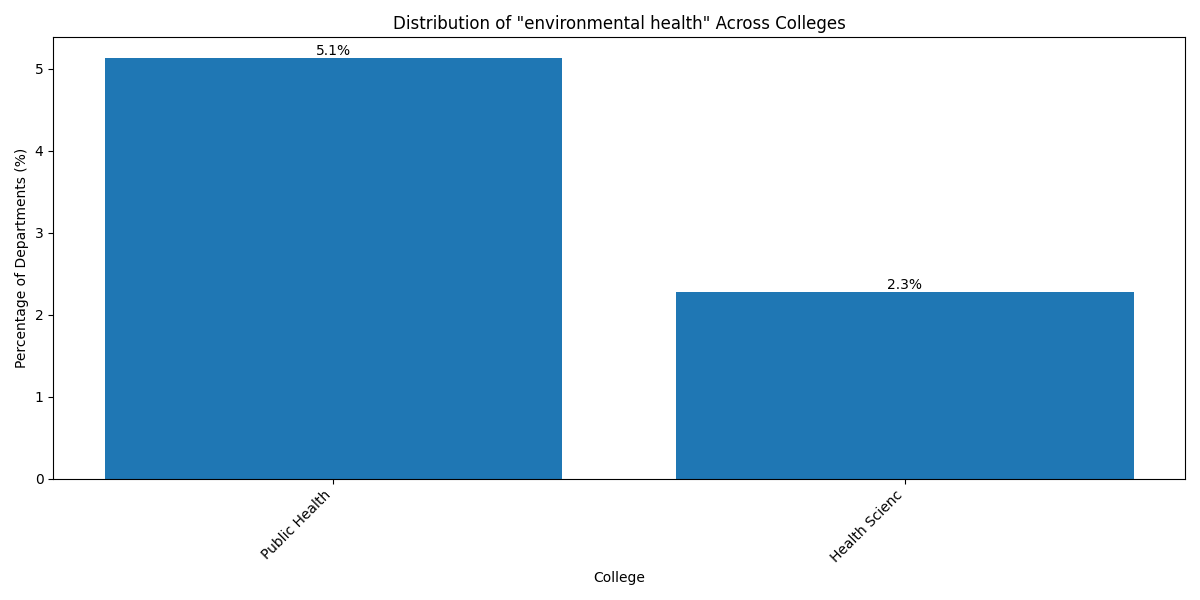 Distribution of "environmental health" Across Colleges
Percentage of Departments (%)
5
4
3
2
1
0
5.1%
2.3%
Public Health
Health Scienc
College